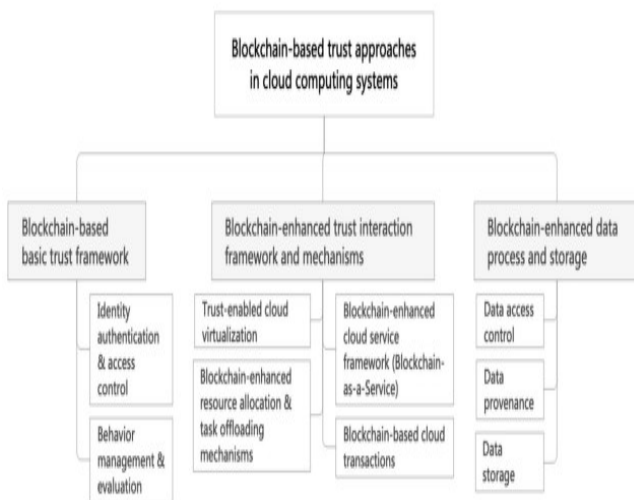 Blockchain-based trust approaches
in cloud computing systems
Blockchain-based
basic trust framework
Blockchain-enhanced trust interaction
framework and mechanisms
Blockchain-enhanced data
process and storage
Identity
authentication
& access
control
Behavior
management &
evaluation
Trust-enabled cloud
virtualization
Blockchain-enhanced
resource allocation &
task offloading
mechanisms
Blockchain-enhanced
cloud service
framework (Blockchain-
as-a-Service)
Blockchain-based cloud
transactions
Data access
control
Data
provenance
Data
storage